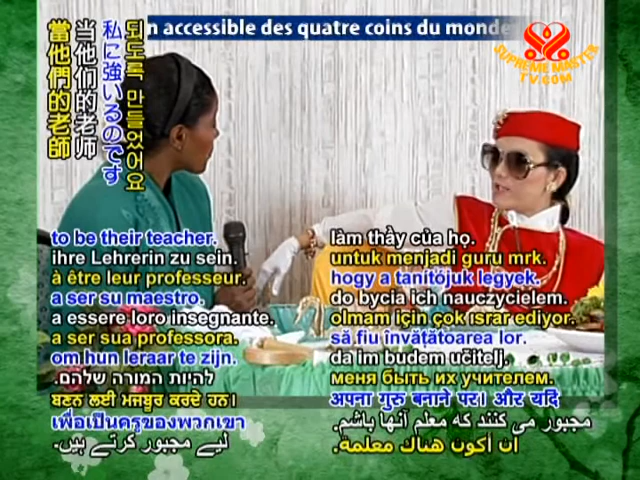 n accessible des quatre coins du monde
SUPREME MASTER
TV.COM
當他們的老師
当他们的老师
私に強いるのです
되도록 만들었어요
to be their teacher.
ihre Lehrerin zu sein.
à être leur professeur.
a ser su maestro.
a essere loro insegnante.
a ser sua professora.
om hun leraar te zijn.
להיות המורה שלהם.
ਬਣਨ ਲਈ ਮਜਬੂਰ ਕਰਦੇ ਹਨ।
เพื่อเป็นครูของพวกเขา
لیے مجبور کرتے ہیں.
làm thầy của họ.
untuk menjadi guru mrk.
hogy a tanítójuk legyek.
do bycia ich nauczycielem.
olmam için çok ısrar ediyor.
să fiu învăţătoarea lor.
da im budem učitelj.
меня быть их учителем.
अपना गुरु बनाने पर। और यदि
مجبور می کنند که معلم آنها باشم.
ان أكون هناك معلمة.